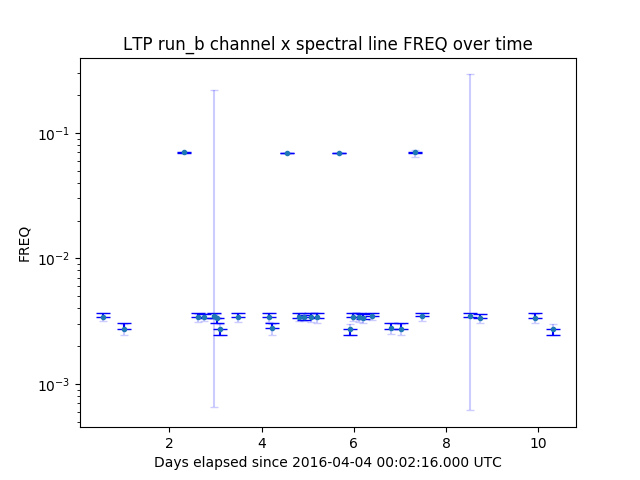 LTP run_b channel x spectral line FREQ over time
FREQ
10⁻¹
10⁻²
10⁻³
2 4 6 8 10
Days elapsed since 2016-04-04 00:02:16.000 UTC